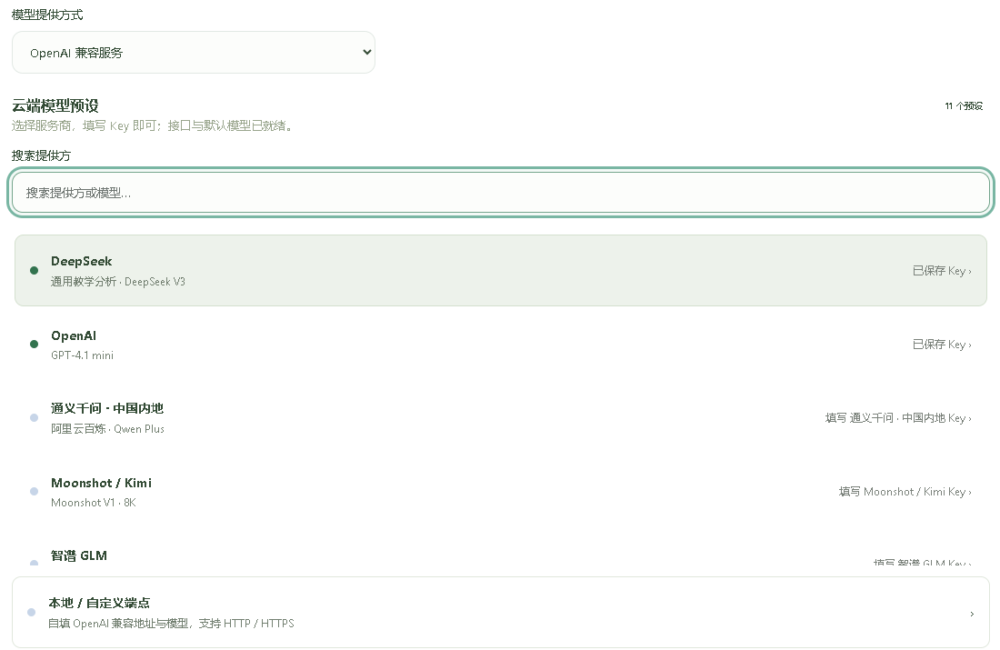 模型提供方式
OpenAI 兼容服务
云端模型预设
11 个预设
选择服务商，填写 Key 即可；接口与默认模型已就绪。
搜索提供方
搜索提供方或模型...
DeepSeek
通用教学分析 · DeepSeek V3
已保存 Key ›
OpenAI
GPT-4.1 mini
已保存 Key ›
通义千问 - 中国内地
阿里云百炼 · Qwen Plus
填写 通义千问 · 中国内地 Key ›
Moonshot / Kimi
Moonshot V1 · 8K
填写 Moonshot / Kimi Key ›
智谱 GLM
填写 智谱 GLM Key ›
本地 / 自定义端点
自填 OpenAI 兼容地址与模型，支持 HTTP / HTTPS
›